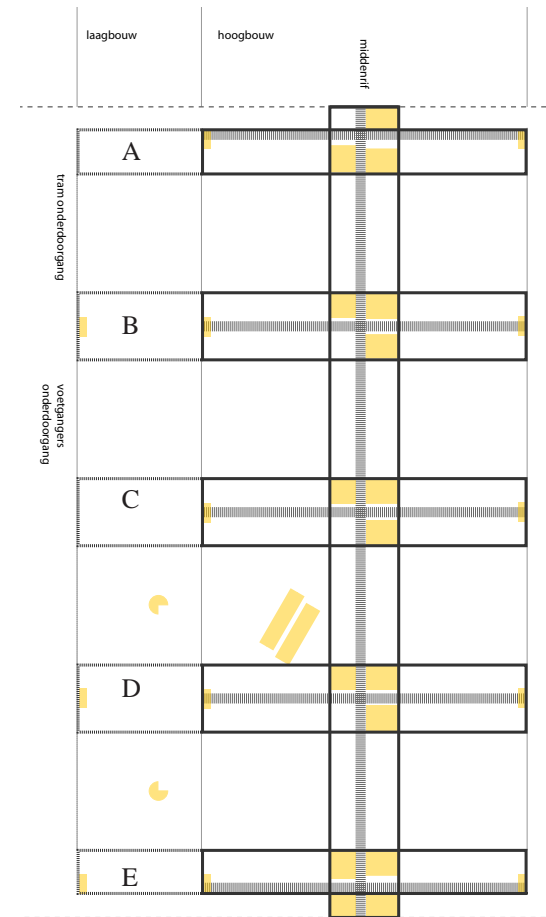 laagbouw
hoogbouw
middenrif
A
tram onderdoorgang
B
voetgangers
onderdoorgang
C
D
E